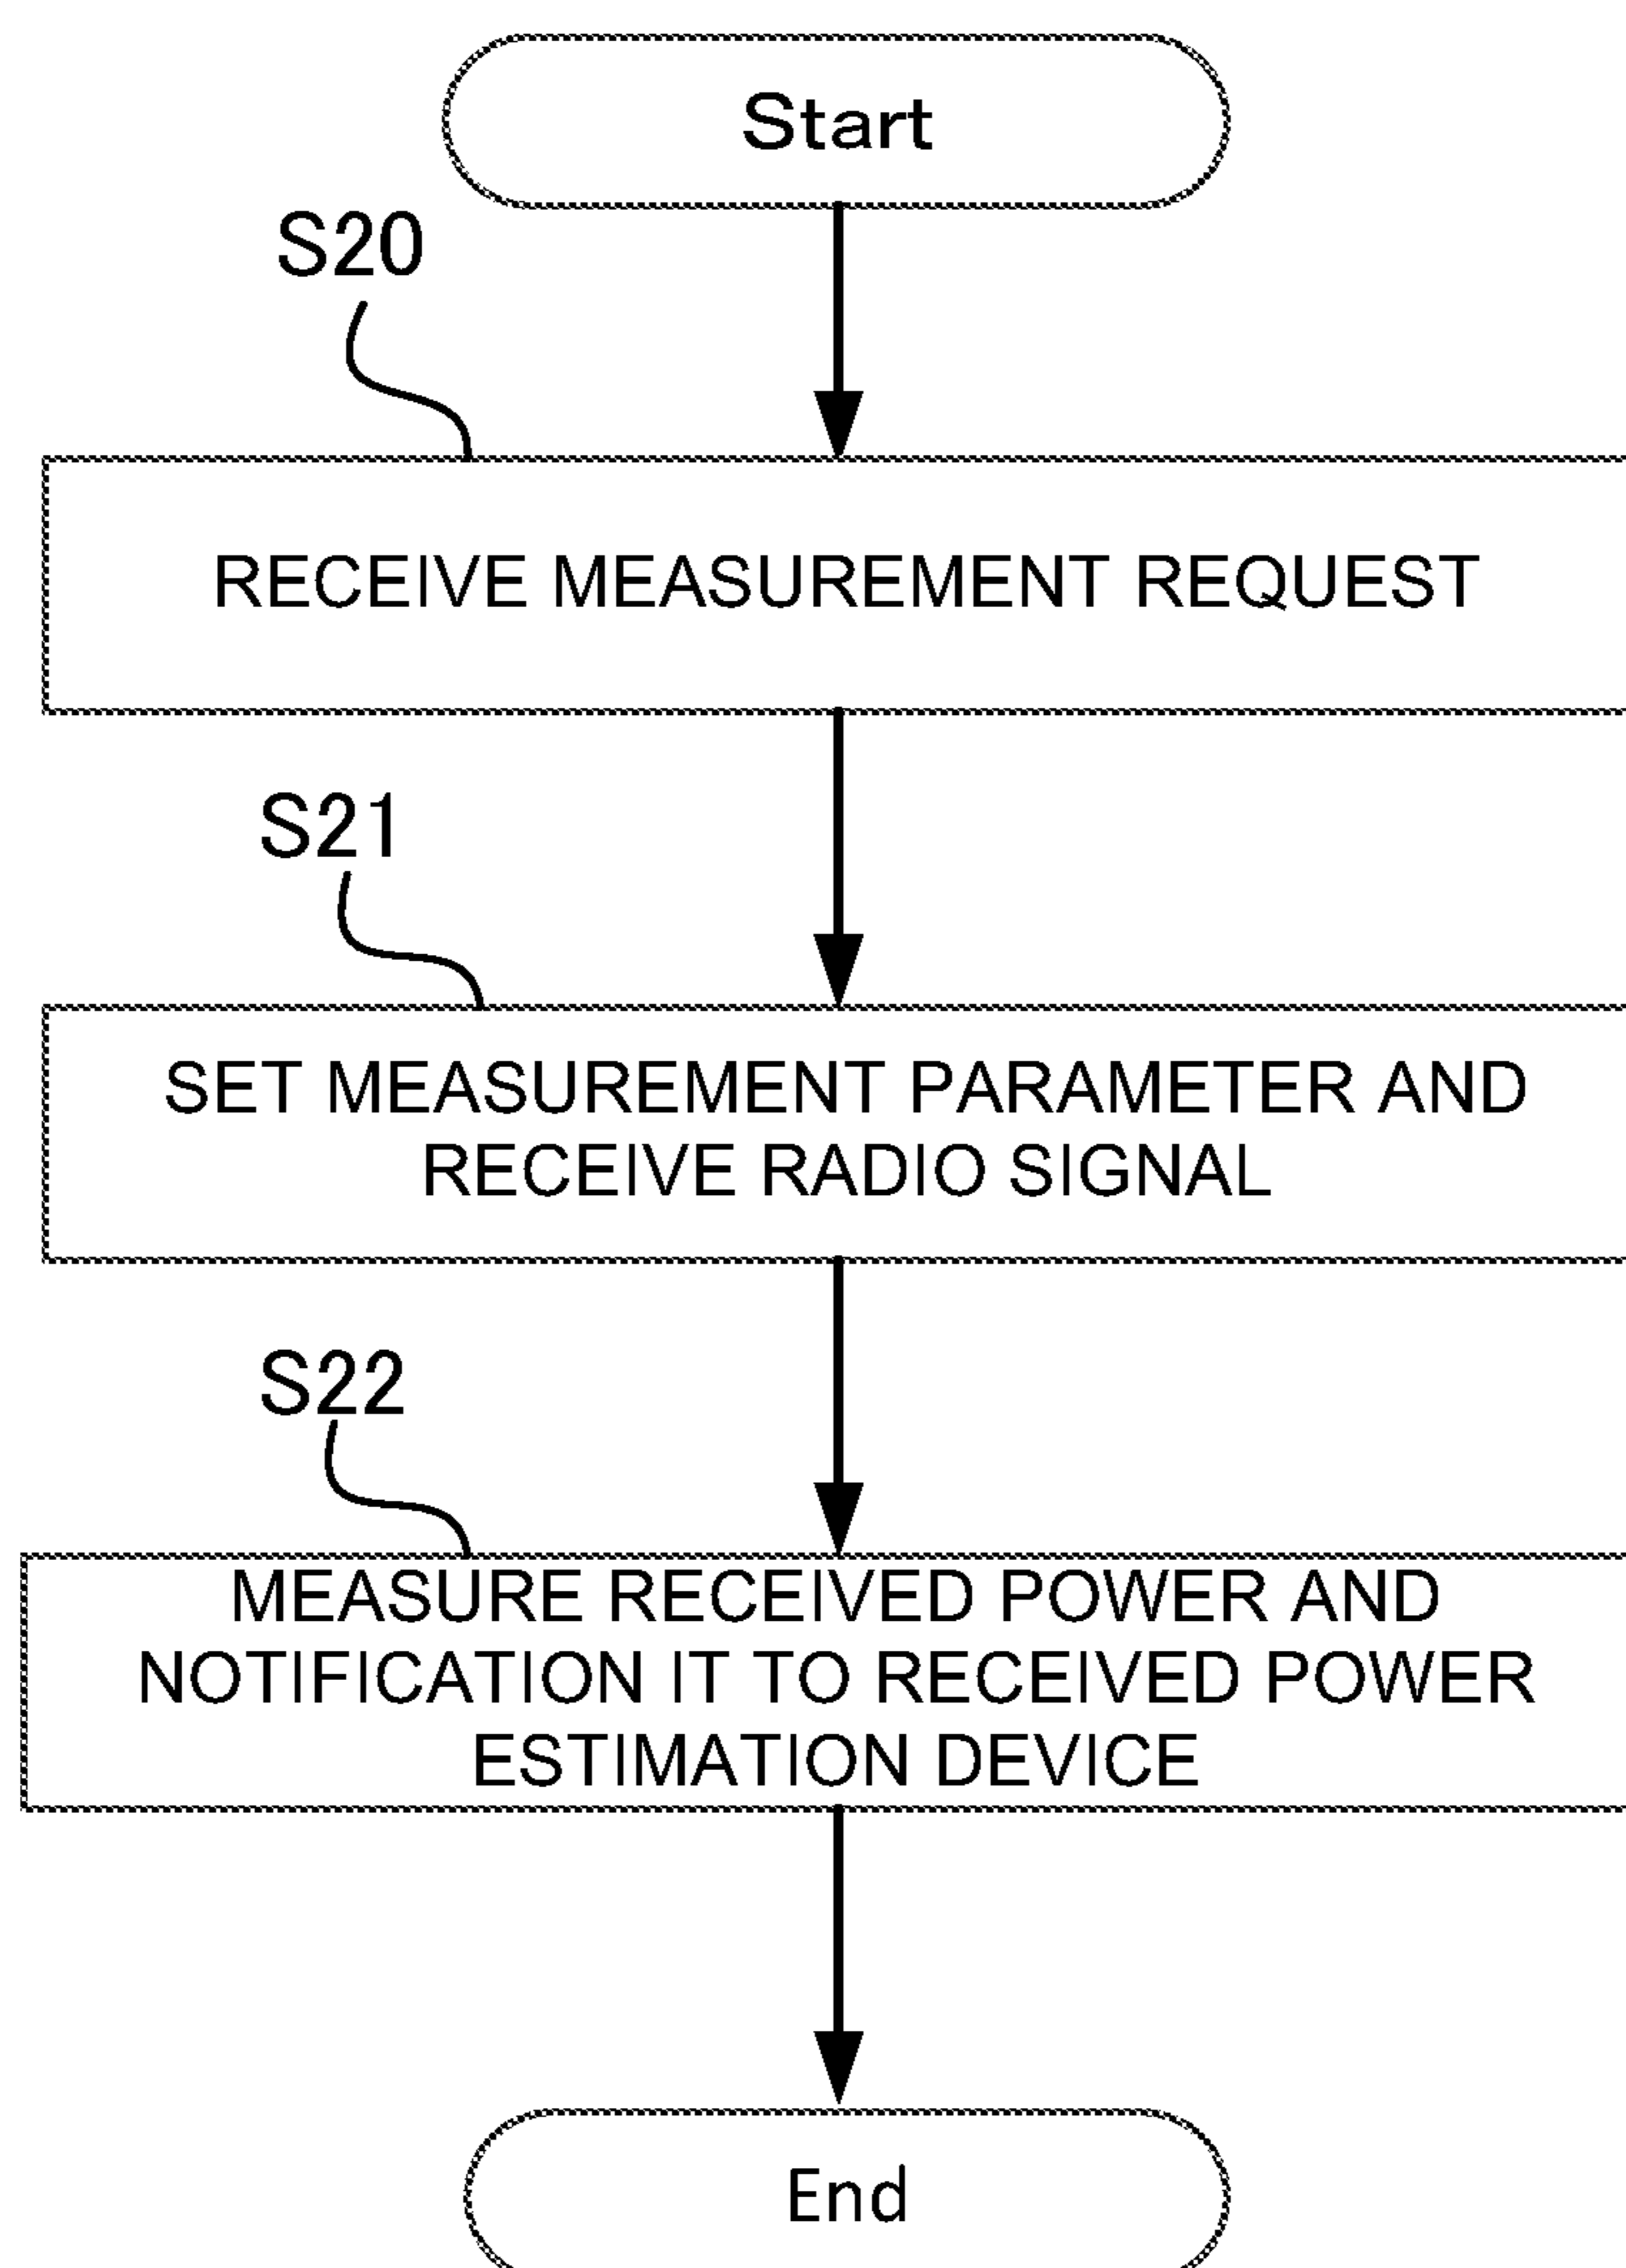 Start
S20
RECEIVE MEASUREMENT REQUEST
S21
SET MEASUREMENT PARAMETER AND
RECEIVE RADIO SIGNAL
S22
MEASURE RECEIVED POWER AND
NOTIFICATION IT TO RECEIVED POWER
ESTIMATION DEVICE
End